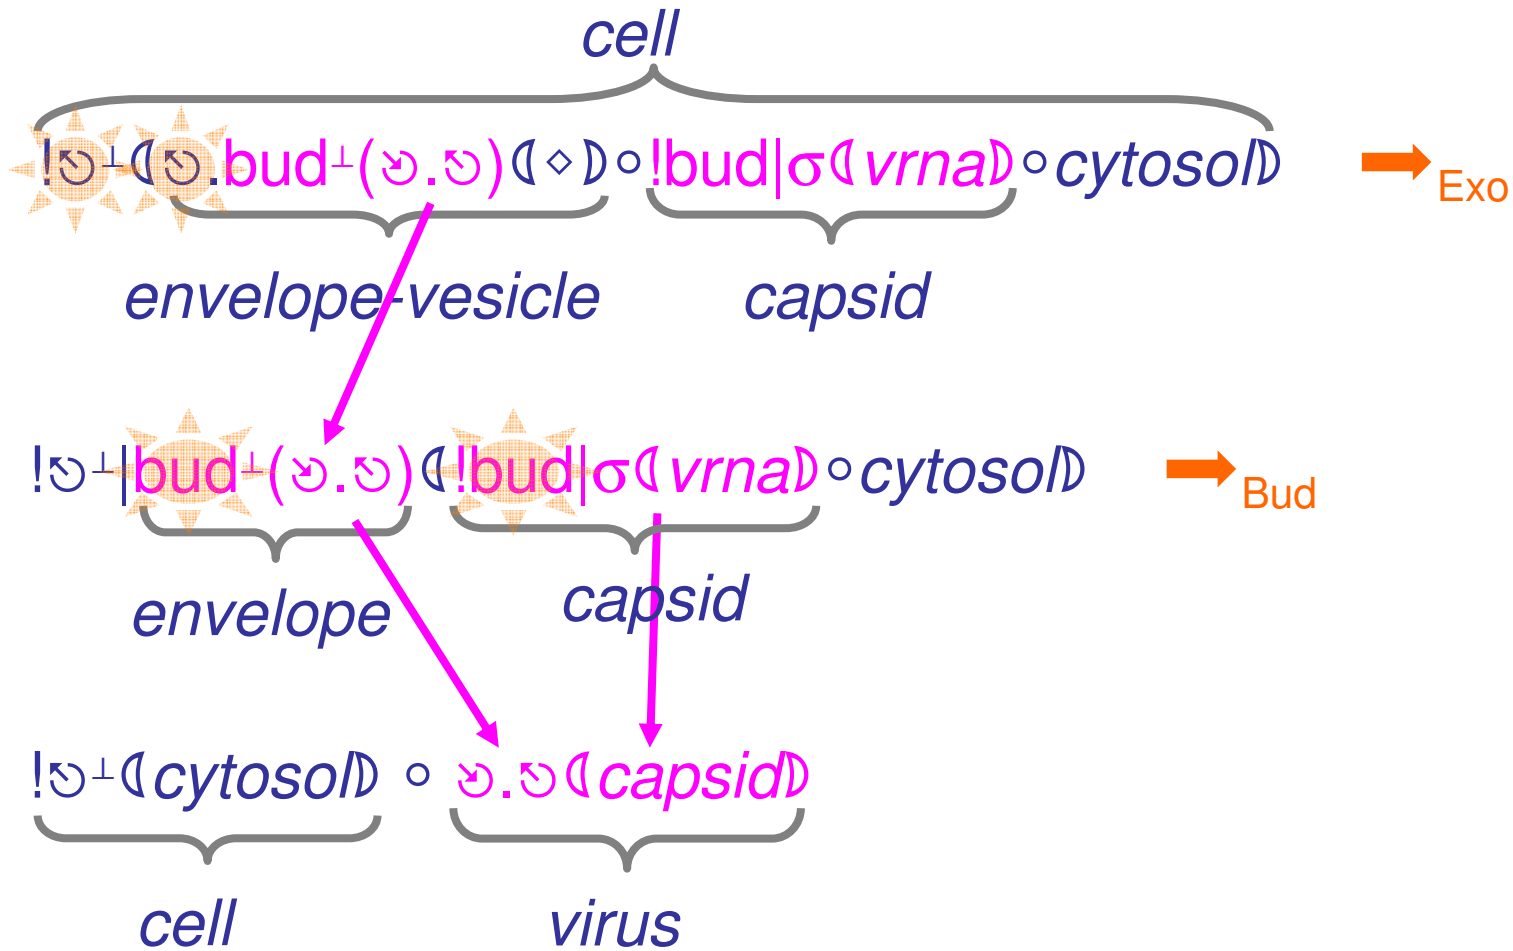 cell
!⎋⊥⦅⎋.bud⊥(⅋.⎋)⦅⋄⦆∘!bud|σ⦅vrna⦆∘cytosol⦆ ➡ Exo
envelope-vesicle capsid
!⎋⊥|bud⊥(⅋.⎋)⦅!bud|σ⦅vrna⦆∘cytosol⦆ ➡ Bud
envelope capsid
!⎋⊥⦅cytosol⦆ ∘ ⅋.⎋⦅capsid⦆
cell virus